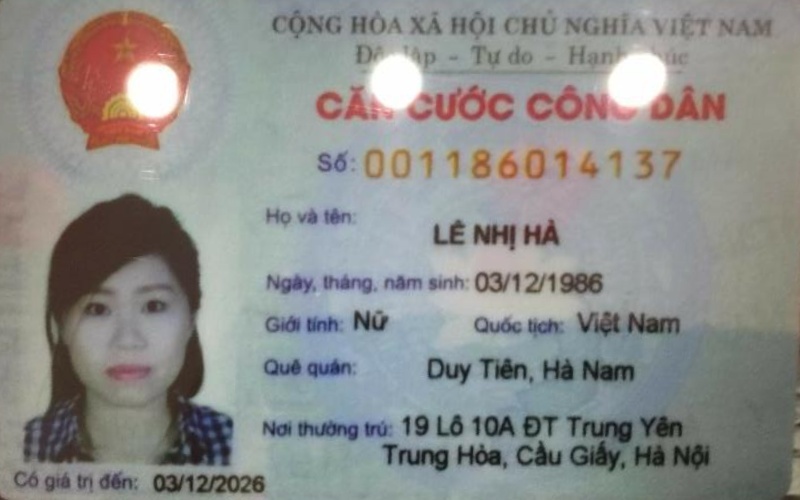 CỘNG HÒA XÃ HỘI CHỦ NGHĨA VIỆT NAM
Độc lập - Tự do - Hạnh phúc
CĂN CƯỚC CÔNG DÂN
Số: 001186014137
Họ và tên:
LÊ NHỊ HÀ
Ngày, tháng, năm sinh: 03/12/1986
Giới tính: Nữ Quốc tịch: Việt Nam
Quê quán: Duy Tiên, Hà Nam
Nơi thường trú: 19 Lô 10A ĐT Trung Yên
Trung Hòa, Cầu Giấy, Hà Nội
Có giá trị đến: 03/12/2026